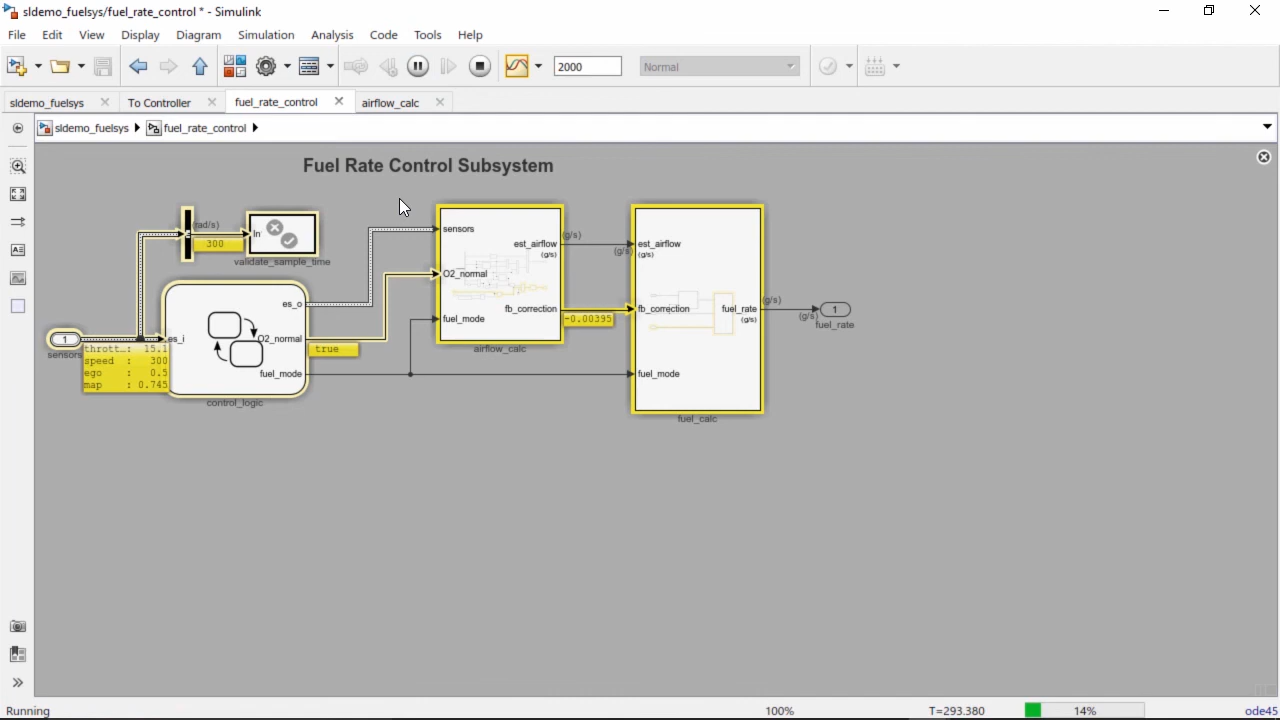 sldemo_fuelsys/fuel_rate_control * - Simulink
File Edit View Display Diagram Simulation Analysis Code Tools Help
2000 Normal
sldemo_fuelsys To Controller fuel_rate_control airflow_calc
sldemo_fuelsys fuel_rate_control
Fuel Rate Control Subsystem
(rad/s)
300
In
validate_sample_time
sensors
es_i
1
thrott…: 15.1
speed : 300
ego : 0.5
map : 0.745
es_o
O2_normal
true
fuel_mode
control_logic
sensors
est_airflow
(g/s)
O2_normal
fb_correction
fuel_mode
airflow_calc
(g/s)
(g/s)
-0.00395
est_airflow
(g/s)
fb_correction
fuel_rate
(g/s)
fuel_mode
fuel_calc
(g/s)
(g/s)
1
fuel_rate
Running 100% T=293.380 14% ode45